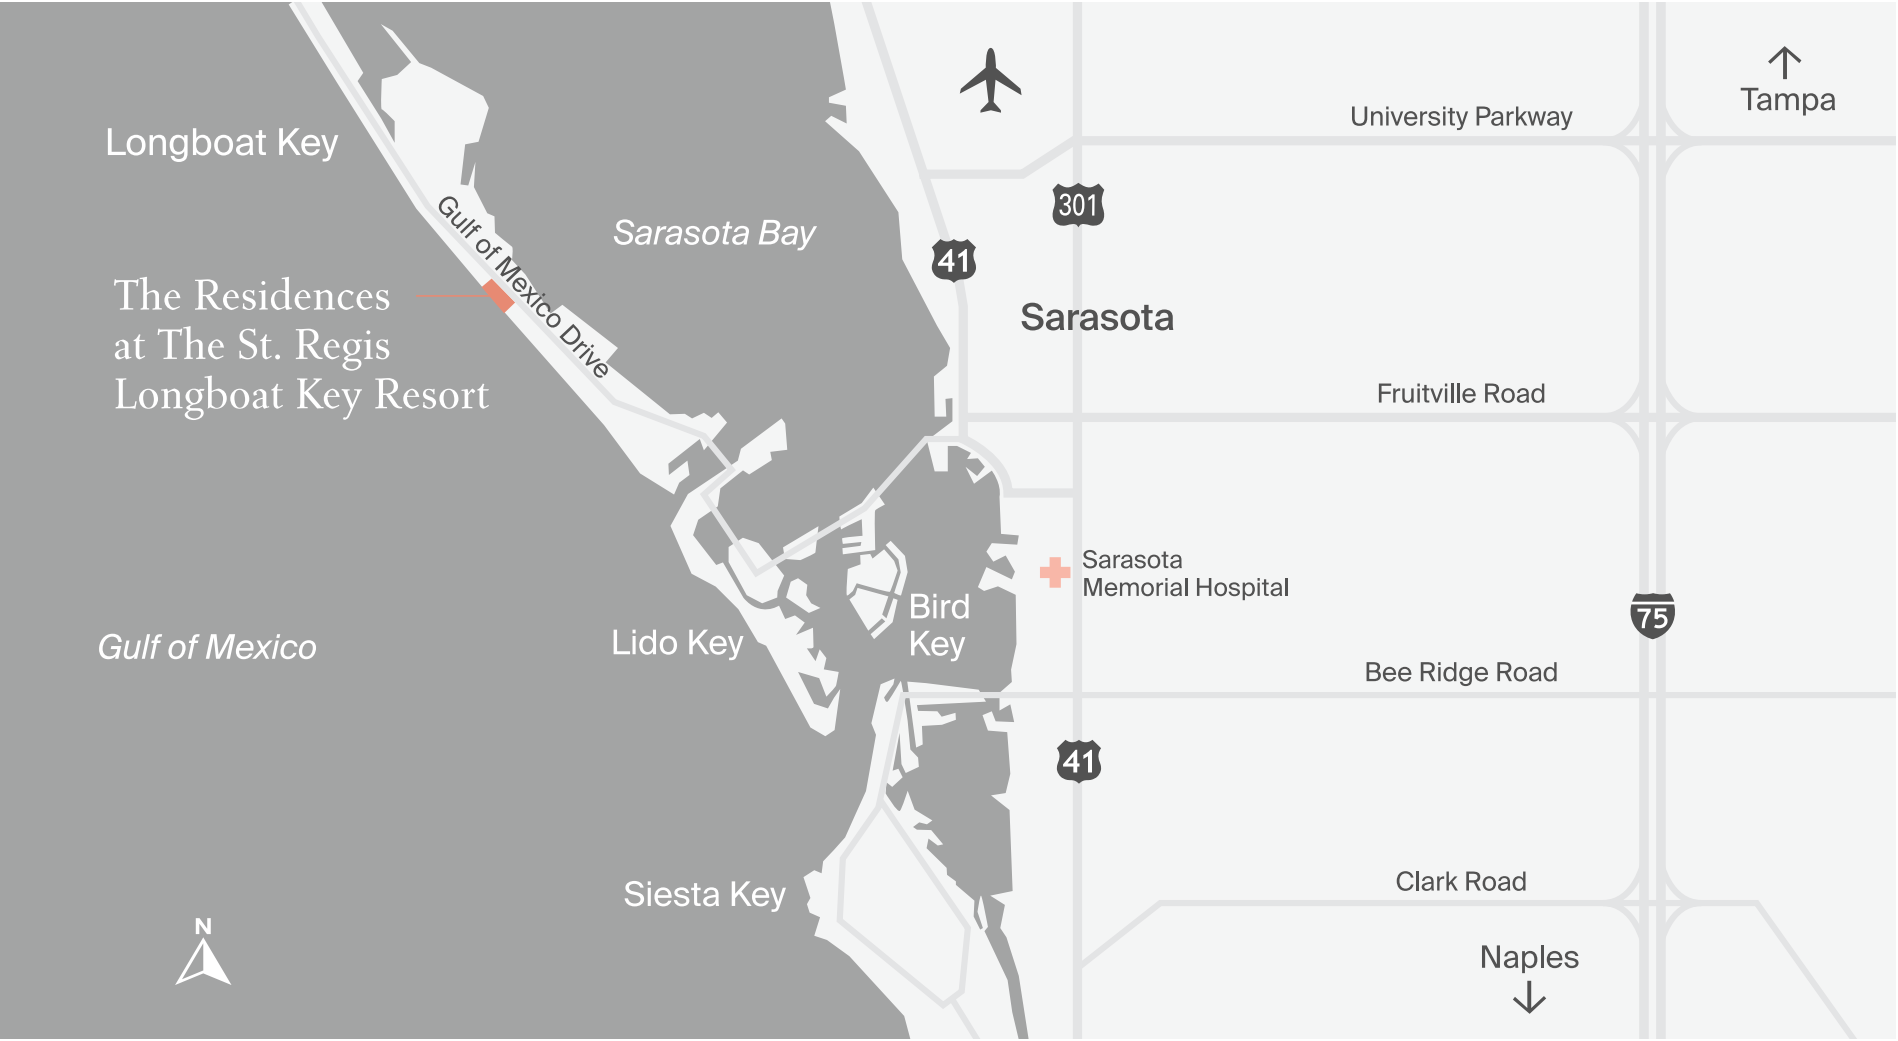 Tampa
University Parkway
Longboat Key
301
Sarasota Bay
Gulf of Mexico Drive
41
The Residences
at The St. Regis
Longboat Key Resort
Sarasota
Fruitville Road
Sarasota
Memorial Hospital
Bird
Key
75
Lido Key
Gulf of Mexico
Bee Ridge Road
41
Siesta Key
Clark Road
N
Naples